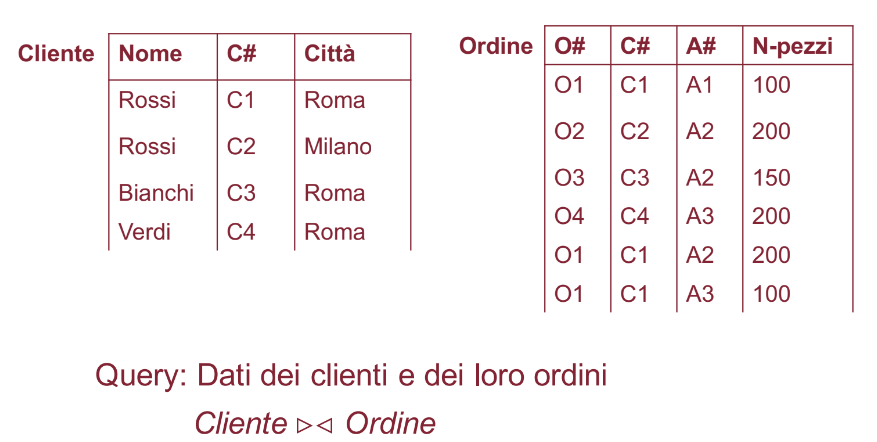 Cliente Nome C# Città
Rossi C1 Roma
Rossi C2 Milano
Bianchi C3 Roma
Verdi C4 Roma
Ordine O# C# A# N-pezzi
O1 C1 A1 100
O2 C2 A2 200
O3 C3 A2 150
O4 C4 A3 200
O1 C1 A2 200
O1 C1 A3 100
Query: Dati dei clienti e dei loro ordini
Cliente ▹◃ Ordine